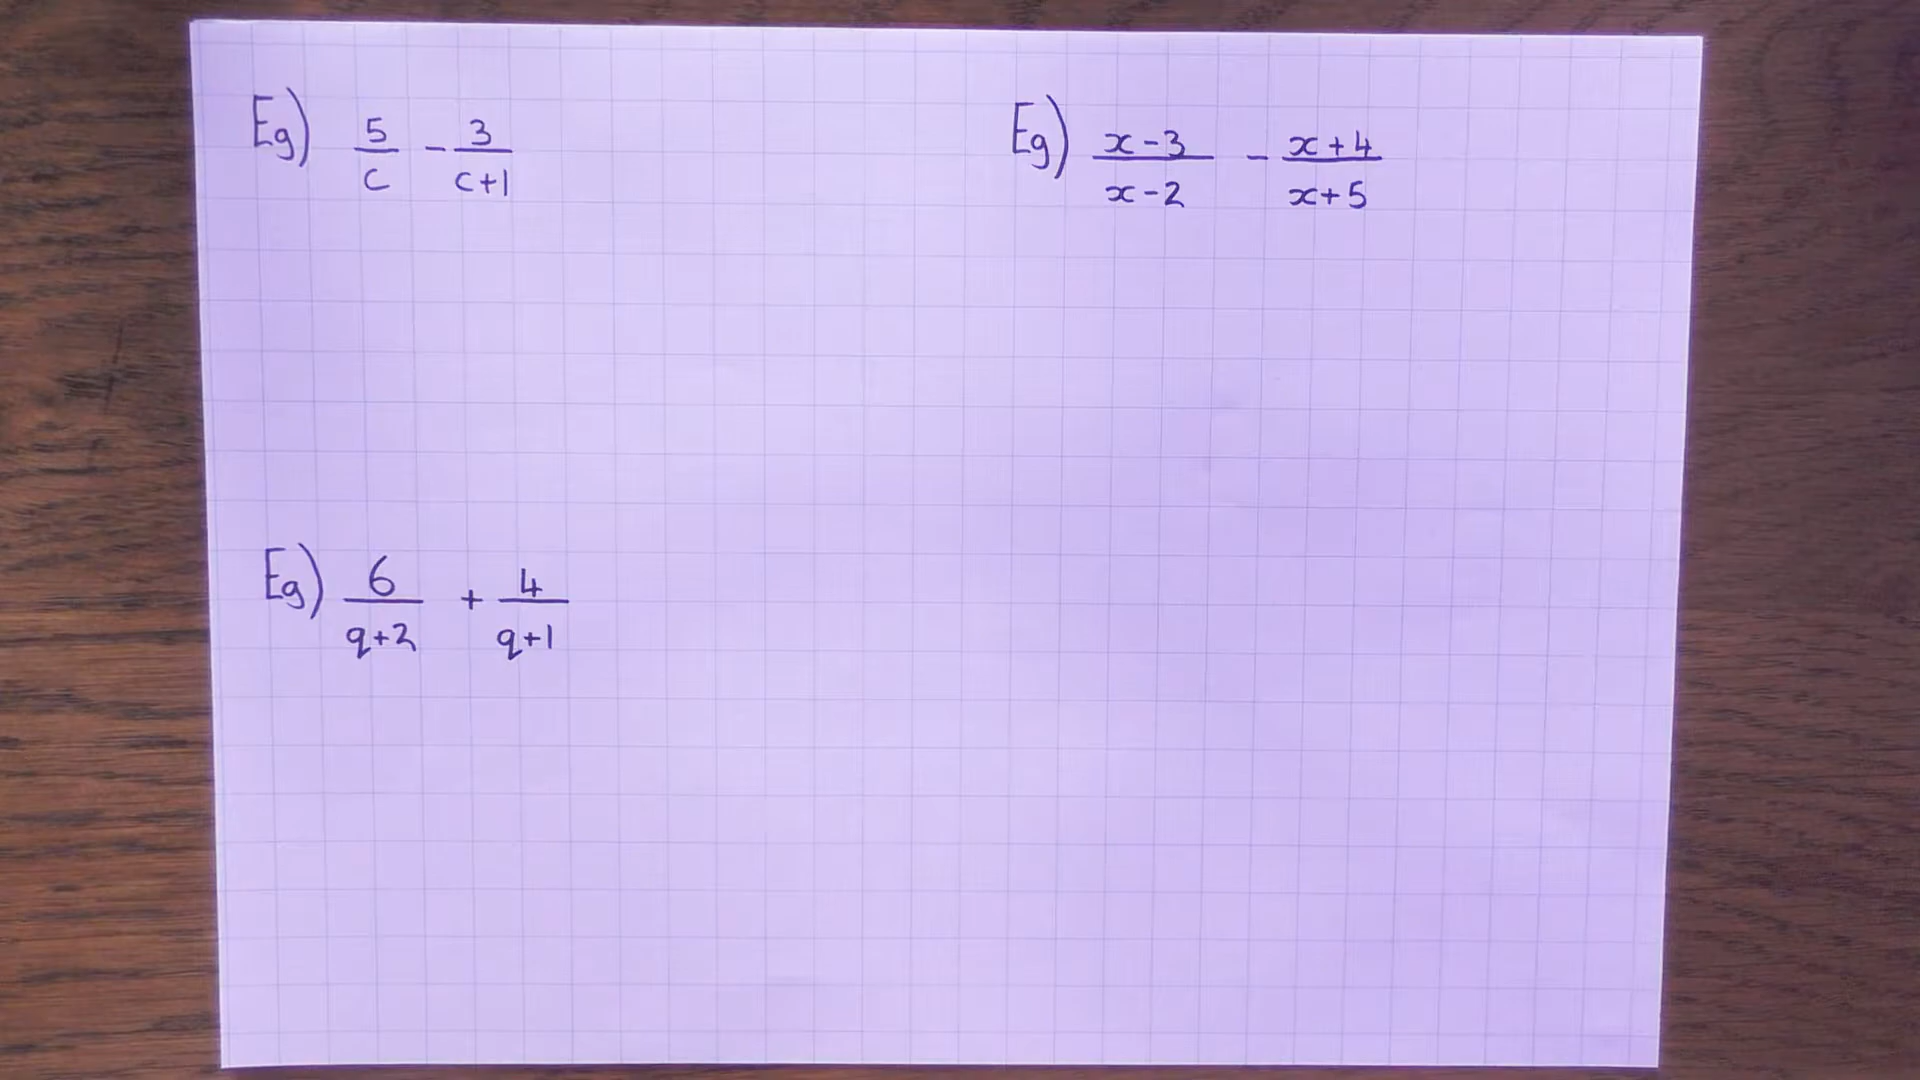 Eg) 5/c - 3/(c+1)
Eg) (x-3)/(x-2) - (x+4)/(x+5)
Eg) 6/(q+2) + 4/(q+1)